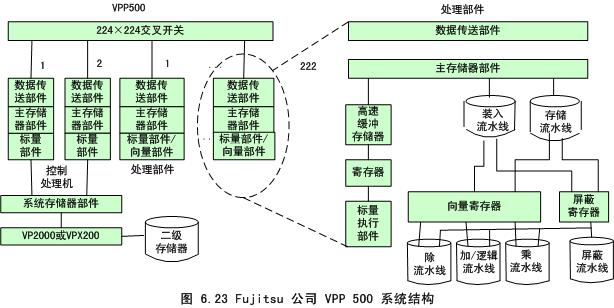 VPP500
224×224交叉开关
1
2
1
222
数据传
送部件
主存储
器部件
标量
部件
数据传
送部件
主存储
器部件
标量
部件
数据传
送部件
主存储
器部件
标量部件/
向量部件
数据传
送部件
主存储
器部件
标量部件/
向量部件
控制
处理机
处理部件
系统存储器部件
VP2000或VPX200
二级
存储器
处理部件
数据传送部件
主存储器部件
高速
缓冲
存储器
寄存器
标量
执行
部件
装入
流水线
存储
流水线
向量寄存器
屏蔽
寄存器
除
流水线
加/逻辑
流水线
乘
流水线
屏蔽
流水线
图 6.23 Fujitsu 公司 VPP 500 系统结构